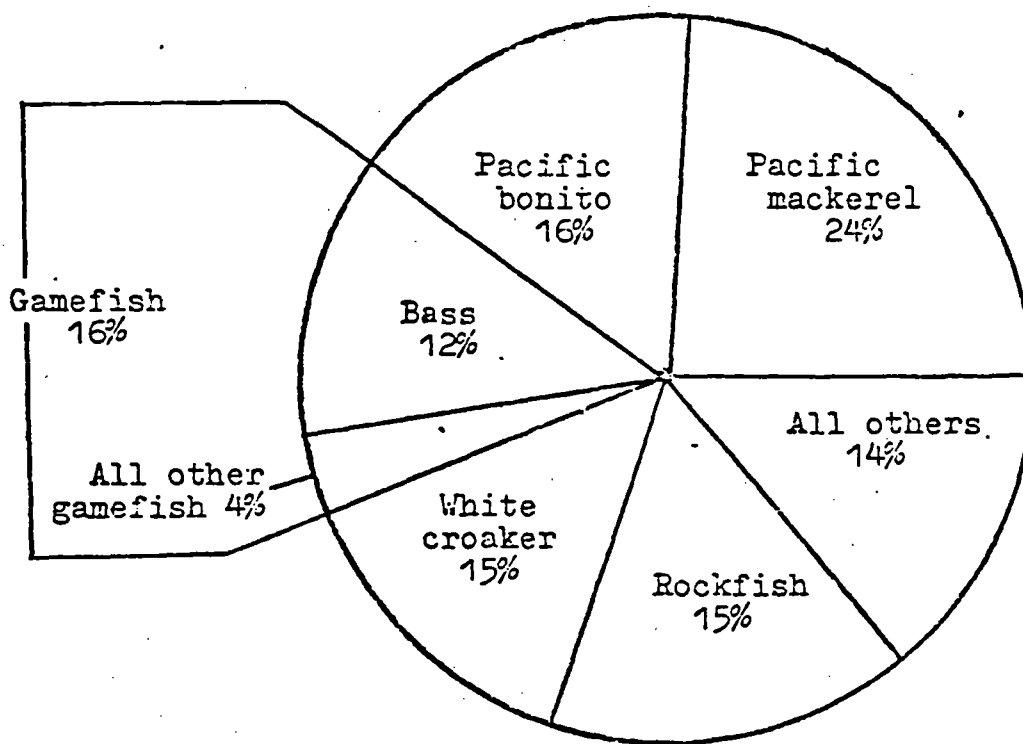 Pacific
bonito
16%
Pacific
mackerel
24%
Gamefish
16%
Bass
12%
All others.
14%
All other
gamefish 4%
White
croaker
15%
Rockfish
15%